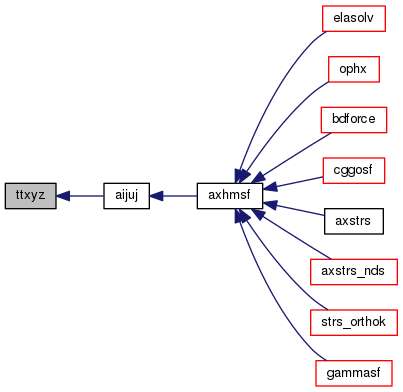 ttxyz
aijuj
axhmsf
elasolv
ophx
bdforce
cggosf
axstrs
axstrs_nds
strs_orthok
gammasf